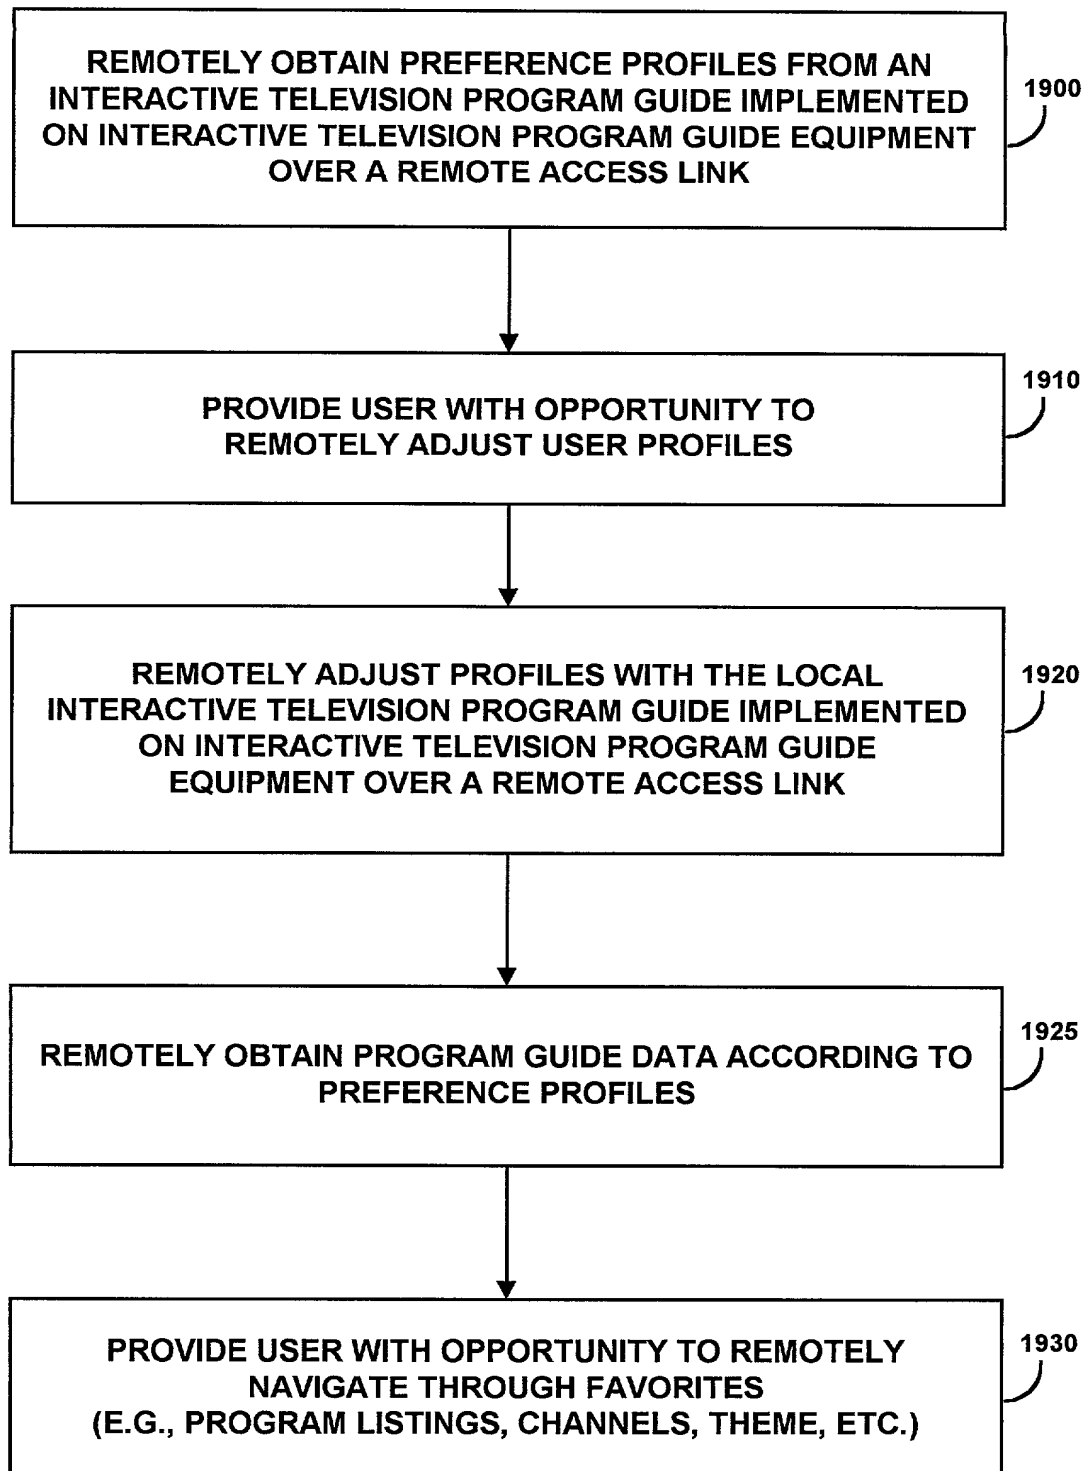 REMOTELY OBTAIN PREFERENCE PROFILES FROM AN
INTERACTIVE TELEVISION PROGRAM GUIDE IMPLEMENTED
ON INTERACTIVE TELEVISION PROGRAM GUIDE EQUIPMENT
OVER A REMOTE ACCESS LINK
1900
PROVIDE USER WITH OPPORTUNITY TO
REMOTELY ADJUST USER PROFILES
1910
REMOTELY ADJUST PROFILES WITH THE LOCAL
INTERACTIVE TELEVISION PROGRAM GUIDE IMPLEMENTED
ON INTERACTIVE TELEVISION PROGRAM GUIDE
EQUIPMENT OVER A REMOTE ACCESS LINK
1920
REMOTELY OBTAIN PROGRAM GUIDE DATA ACCORDING TO
PREFERENCE PROFILES
1925
PROVIDE USER WITH OPPORTUNITY TO REMOTELY
NAVIGATE THROUGH FAVORITES
(E.G., PROGRAM LISTINGS, CHANNELS, THEME, ETC.)
1930